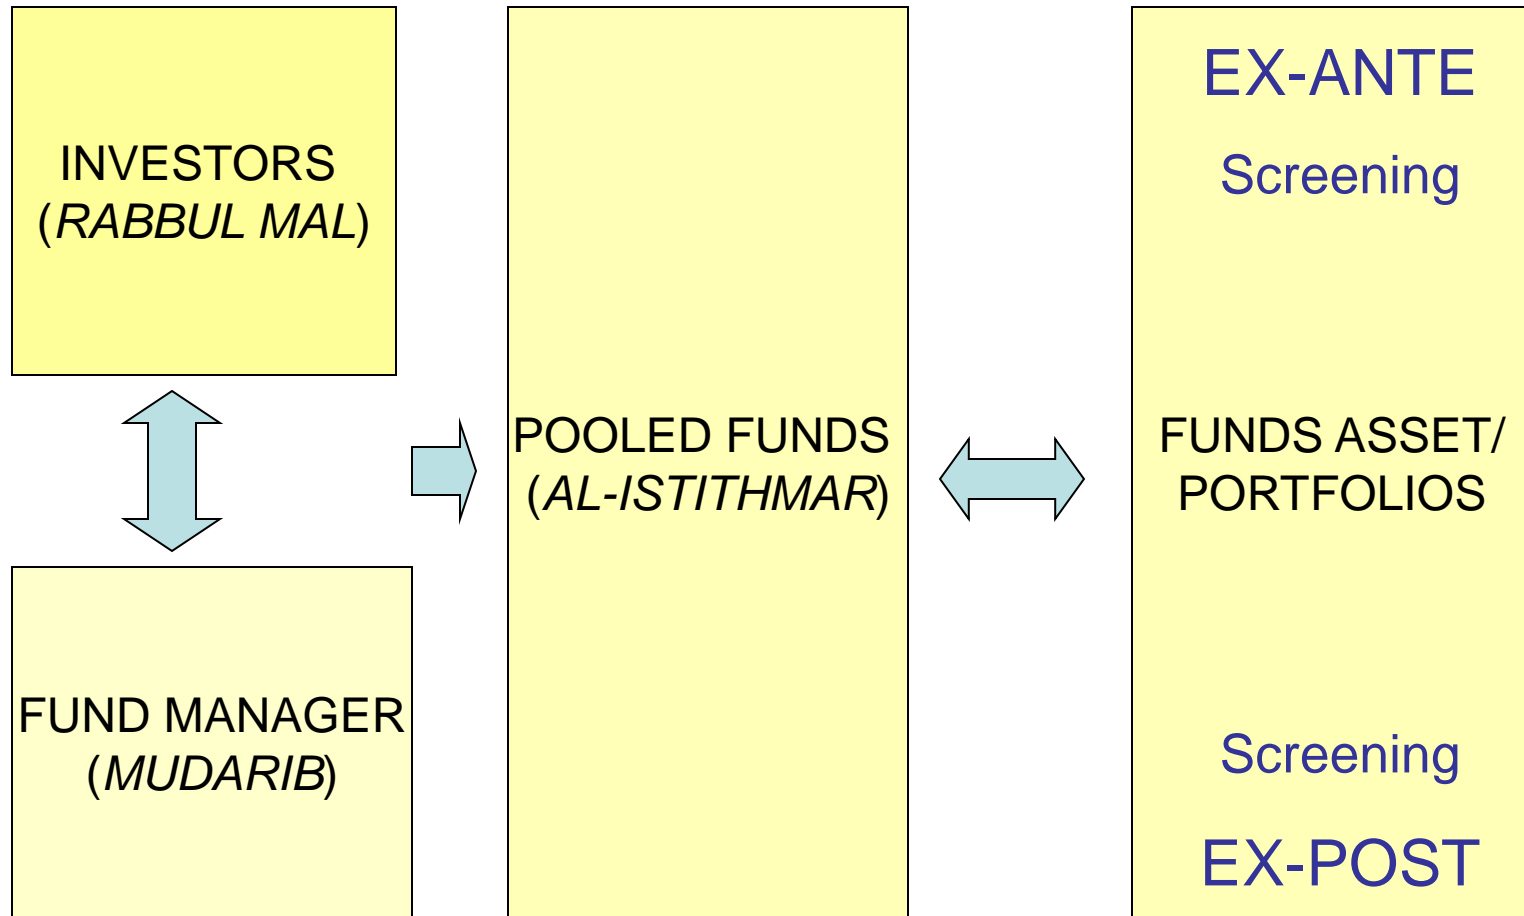 INVESTORS
(RABBUL MAL)
FUND MANAGER
(MUDARIB)
POOLED FUNDS
(AL-ISTITHMAR)
EX-ANTE
Screening
FUNDS ASSET/
PORTFOLIOS
Screening
EX-POST